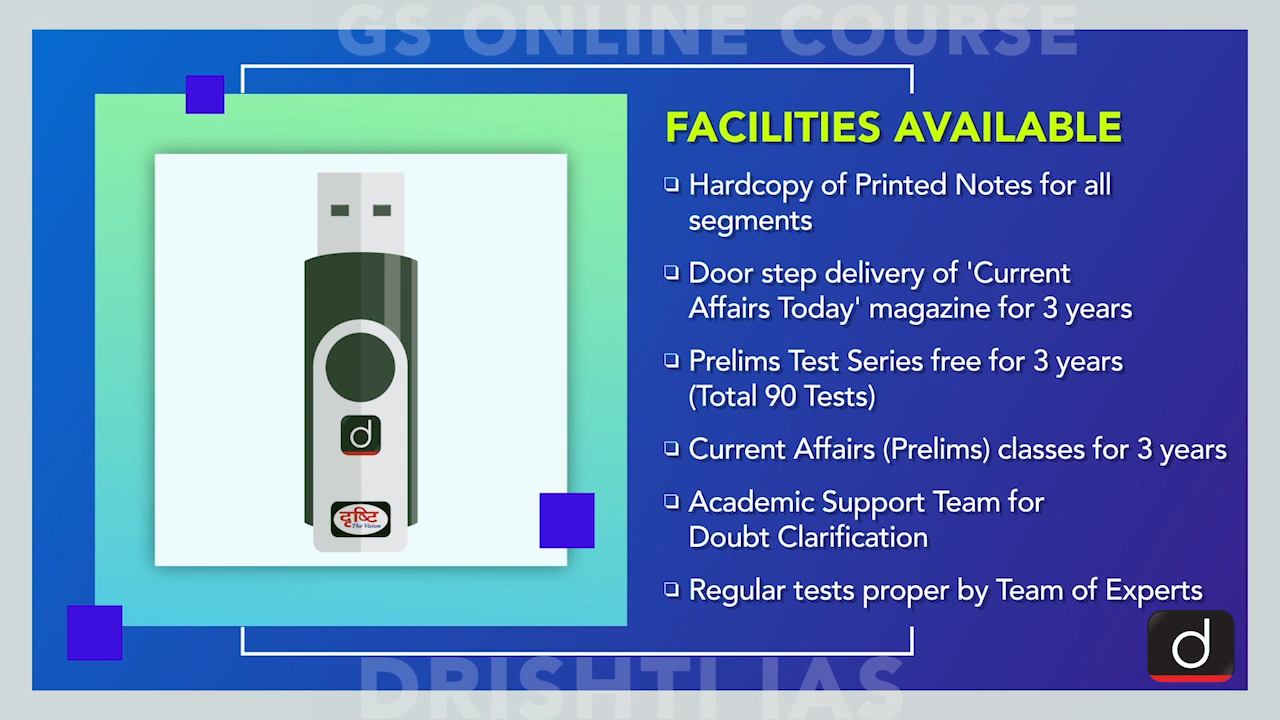 GS ONLINE COURSE
FACILITIES AVAILABLE
❑ Hardcopy of Printed Notes for all
segments
❑ Door step delivery of 'Current
Affairs Today' magazine for 3 years
❑ Prelims Test Series free for 3 years
(Total 90 Tests)
❑ Current Affairs (Prelims) classes for 3 years
❑ Academic Support Team for
Doubt Clarification
❑ Regular tests proper by Team of Experts
d
दृष्टि
The Vision
d
DRISHTI IAS